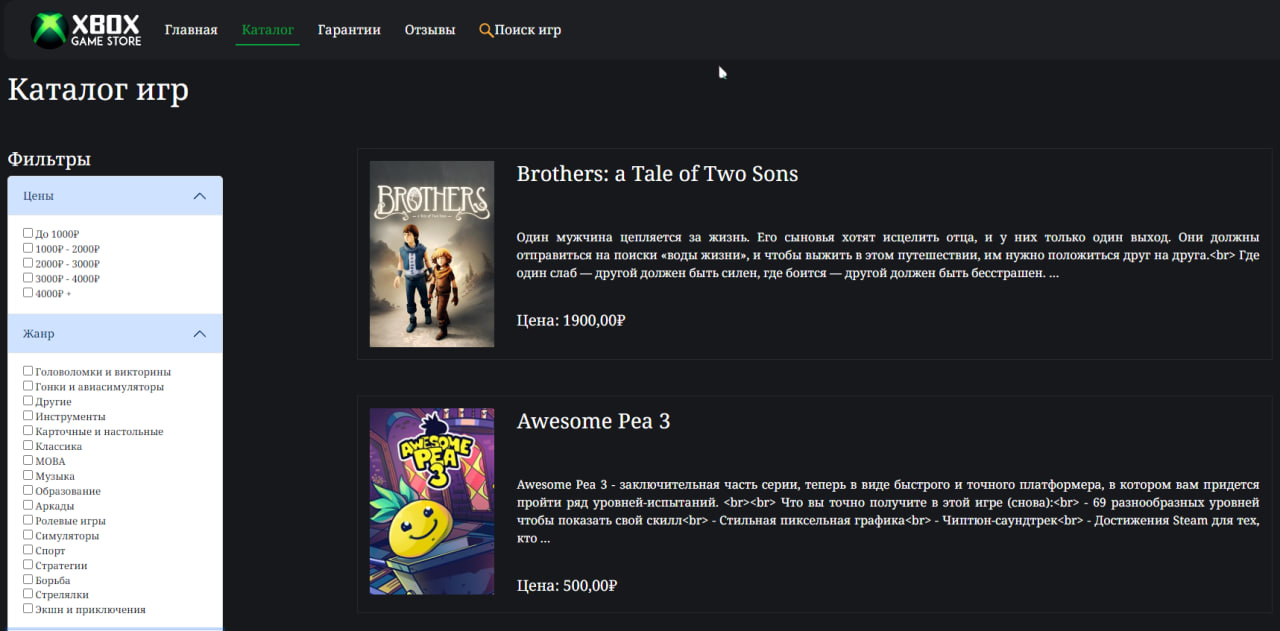 XBOX
GAME STORE
Главная
Каталог
Гарантии
Отзывы
Поиск игр
Каталог игр
Фильтры
Цены
До 1000₽
1000₽ - 2000₽
2000₽ - 3000₽
3000₽ - 4000₽
4000₽ +
Жанр
Головоломки и викторины
Гонки и авиасимуляторы
Другие
Инструменты
Карточные и настольные
Классика
МОВА
Музыка
Образование
Аркады
Ролевые игры
Симуляторы
Спорт
Стратегии
Борьба
Стрелялки
Экшн и приключения
BROTHERS
a Tale of Two Sons
Brothers: a Tale of Two Sons
Один мужчина цепляется за жизнь. Его сыновья хотят исцелить отца, и у них только один выход. Они должны
отправиться на поиски «воды жизни», и чтобы выжить в этом путешествии, им нужно положиться друг на друга.<br> Где
один слаб — другой должен быть силен, где боится — другой должен быть бесстрашен. ...
Цена: 1900,00₽
AWESOME
PEA
3
Awesome Pea 3
Awesome Pea 3 - заключительная часть серии, теперь в виде быстрого и точного платформера, в котором вам придется
пройти ряд уровней-испытаний. <br><br> Что вы точно получите в этой игре (снова):<br> - 69 разнообразных уровней
чтобы показать свой скилл<br> - Стильная пиксельная графика<br> - Чиптюн-саундтрек<br> - Достижения Steam для тех,
кто ...
Цена: 500,00₽